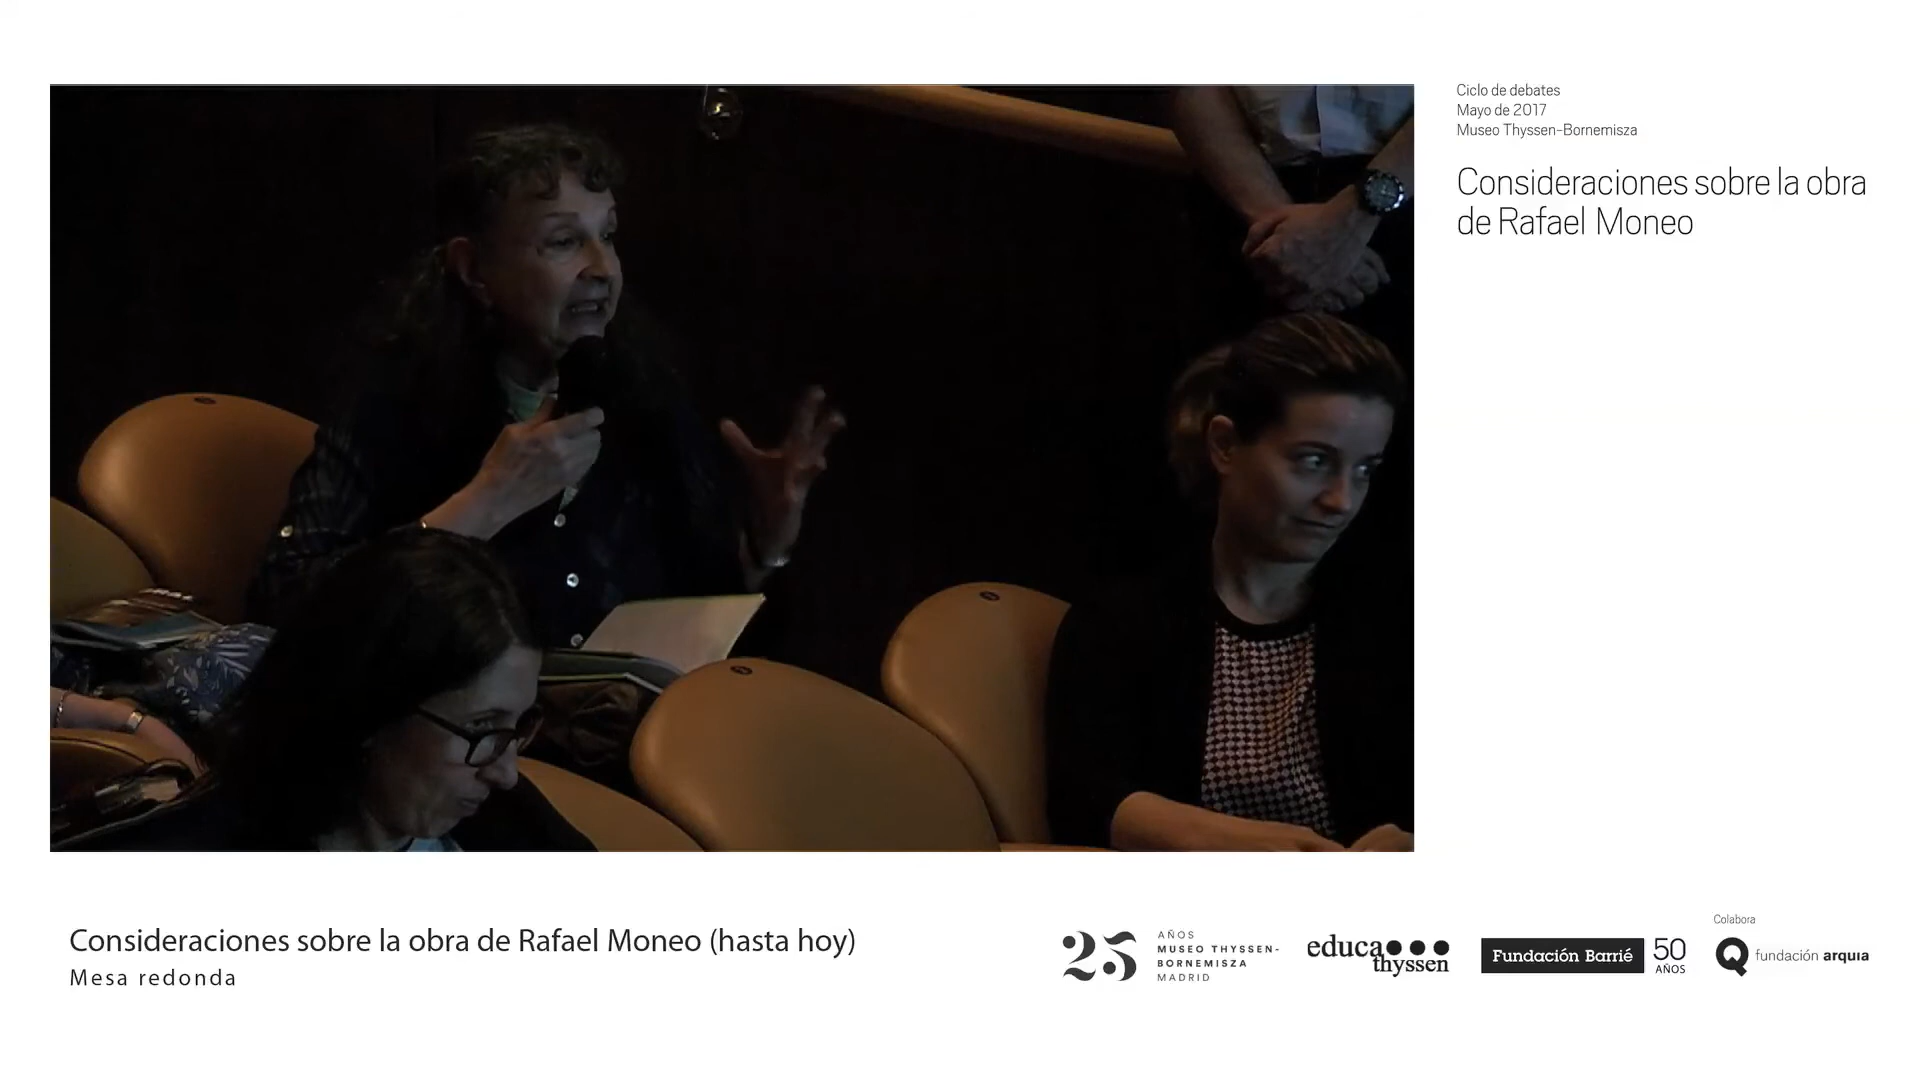 Ciclo de debates
Mayo de 2017
Museo Thyssen-Bornemisza
Consideraciones sobre la obra
de Rafael Moneo
Consideraciones sobre la obra de Rafael Moneo (hasta hoy)
Mesa redonda
25
AÑOS
MUSEO THYSSEN-
BORNEMISZA
MADRID
educa
thyssen
Fundación Barrié
50
AÑOS
Colabora
fundación arquia